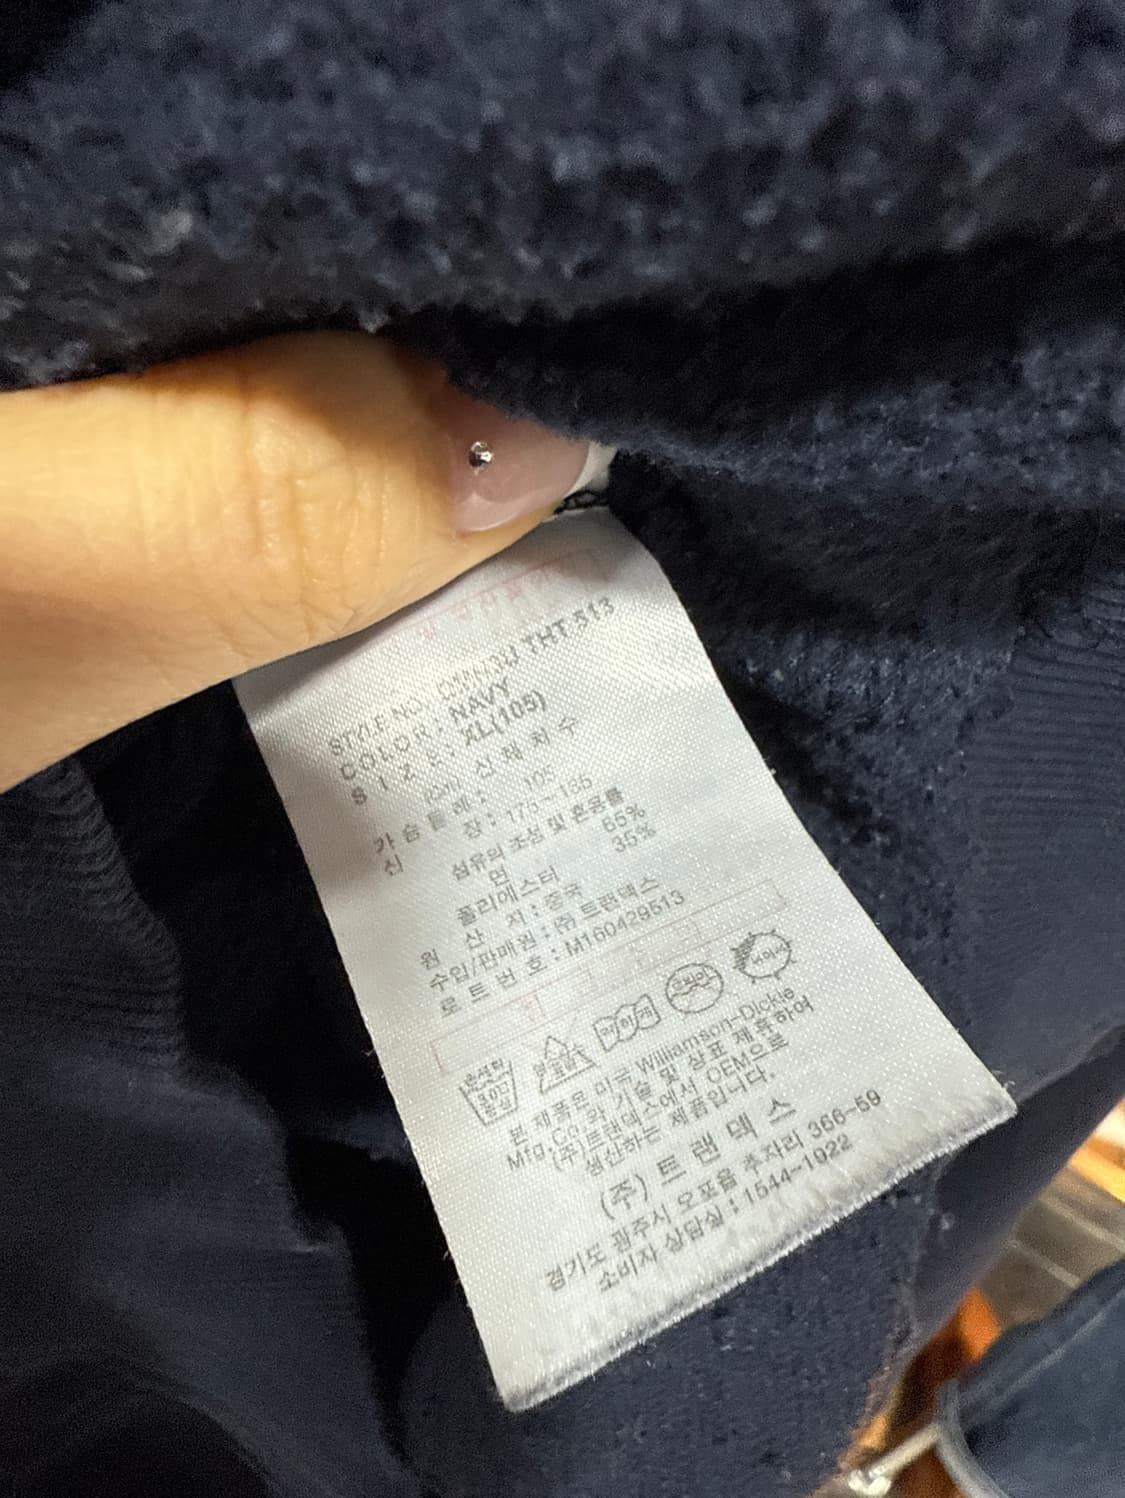 STYLE NO. THT 513
COLOR : NAVY
SIZE : XL(105)
(cm) 신체치수
가슴둘레 : 105
신 장 : 175~185
섬유의 조성 및 혼용률
면 65%
폴리에스터 35%
원 산 지 : 중국
수입/판매원 : (주)트랜덱스
로트번호 : M160429513
본 제품은 미국 Williamson-Dickie
Mfg.Co.와 기술 및 상표 제휴하여
(주)트랜덱스에서 OEM으로
생산하는 제품입니다.
(주)트랜덱스
경기도 광주시 오포읍 추자리 366-59
소비자 상담실 : 1544-1922